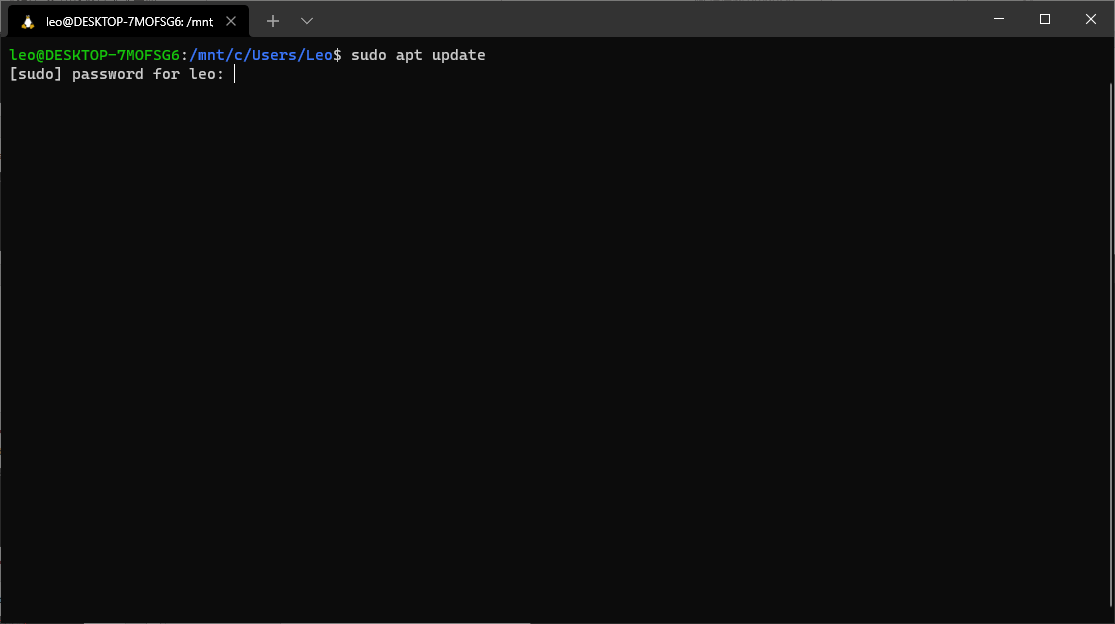 leo@DESKTOP-7MOFSG6: /mnt
leo@DESKTOP-7MOFSG6:/mnt/c/Users/Leo$ sudo apt update
[sudo] password for leo: